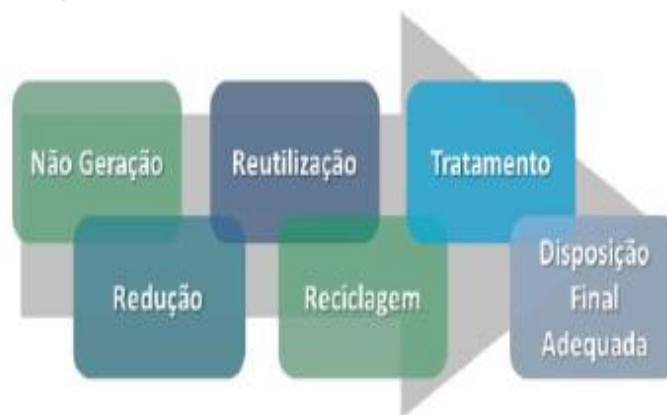 Não Geração
Redução
Reutilização
Reciclagem
Tratamento
Disposição
Final
Adequada